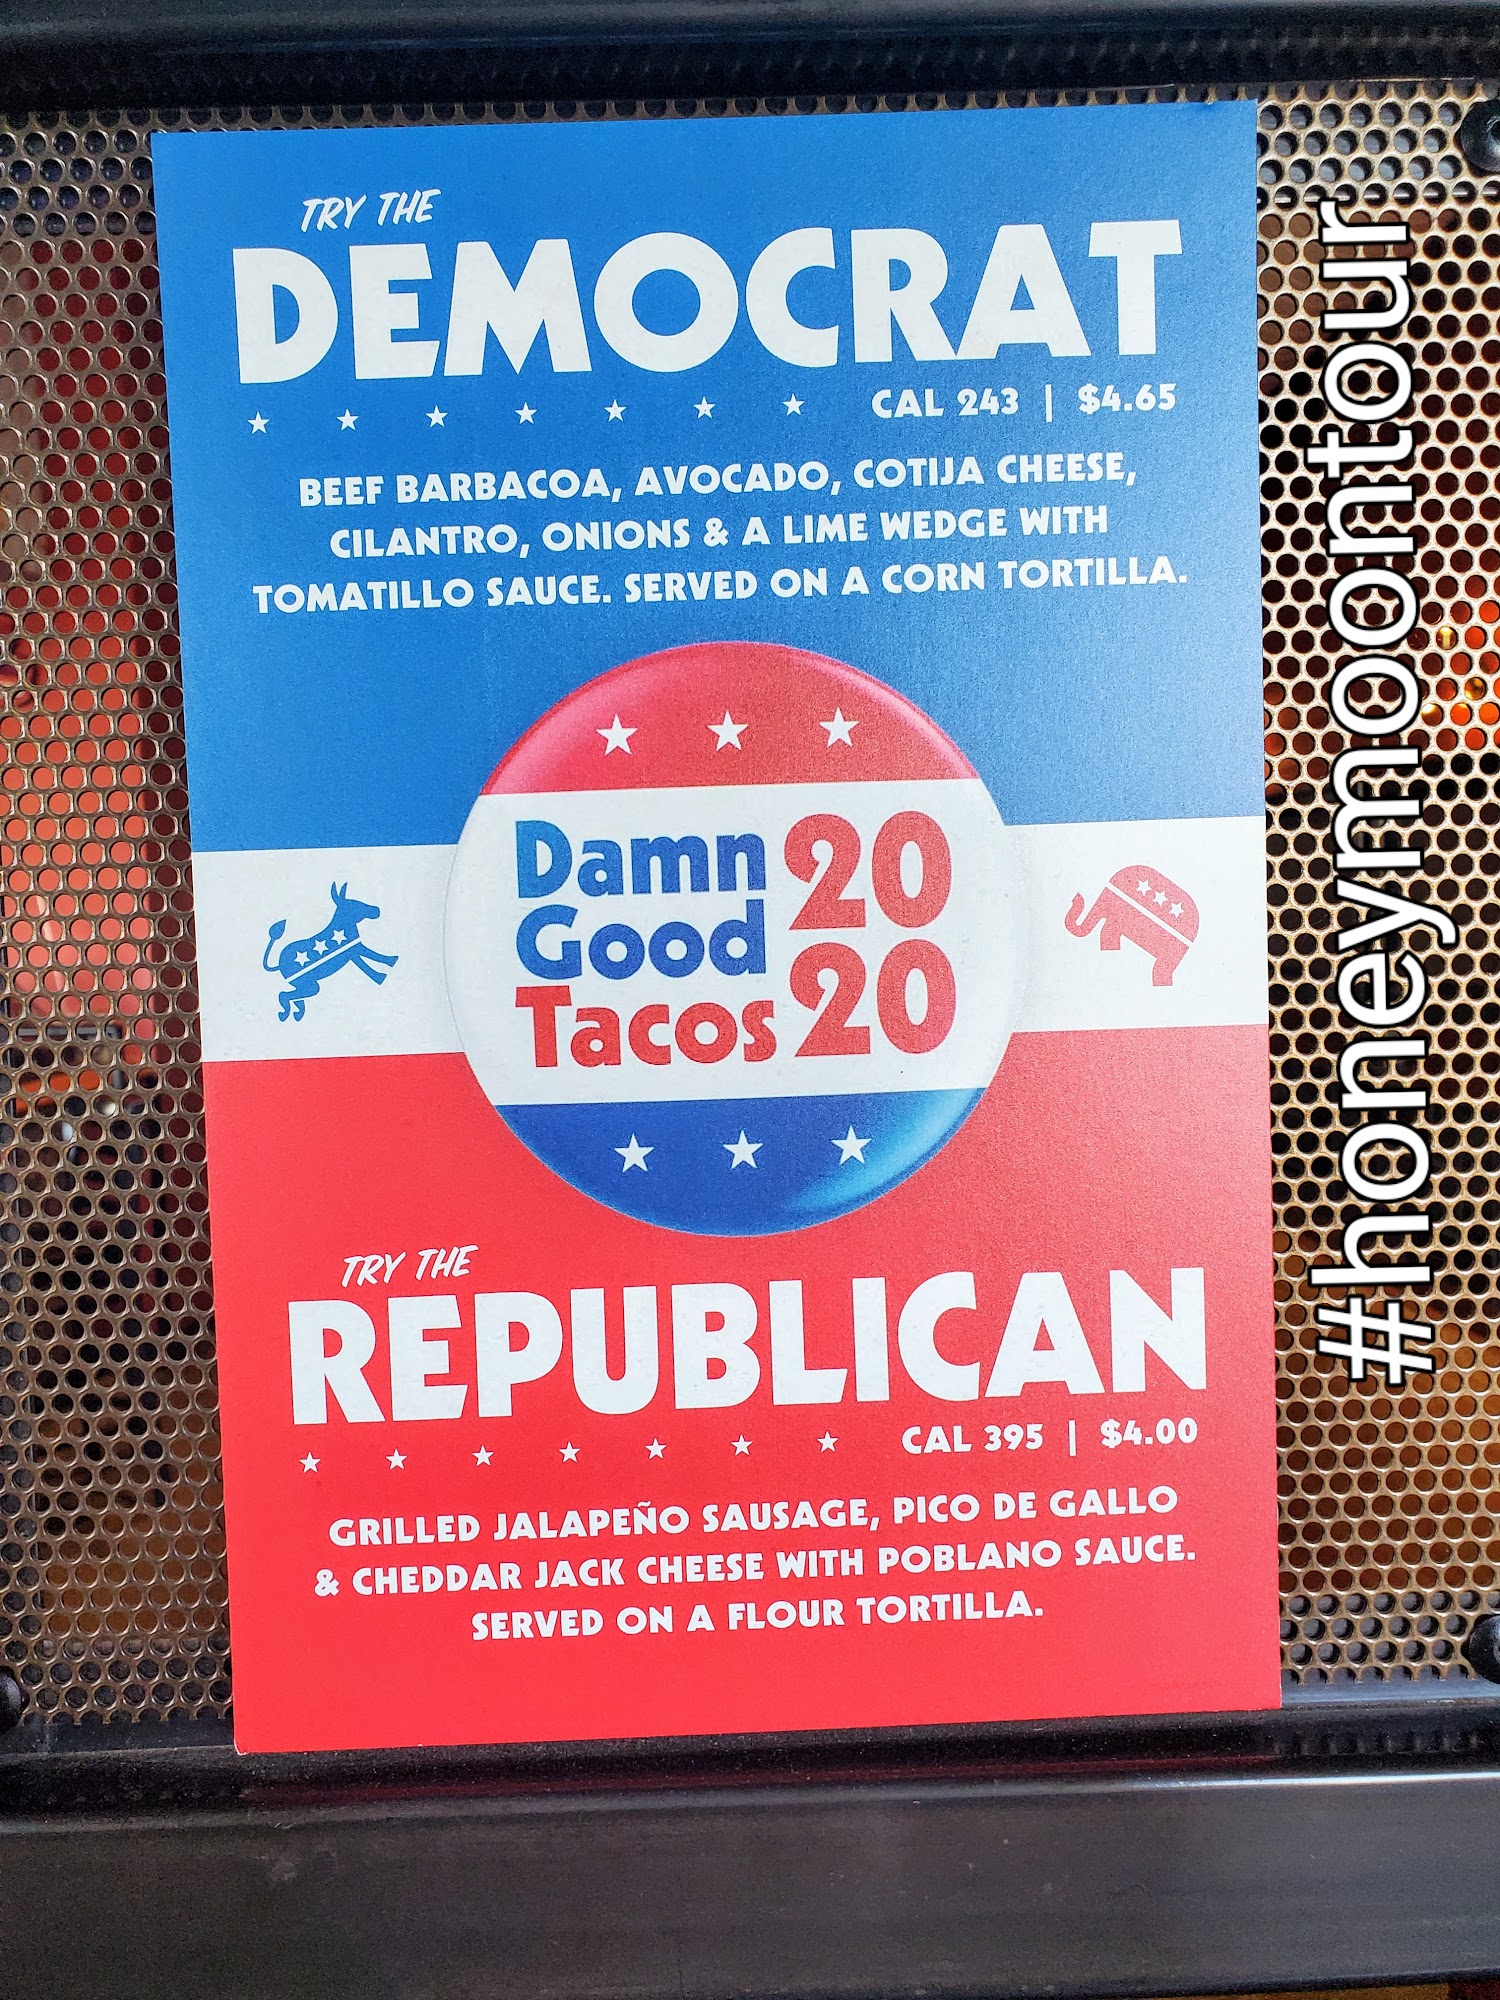 TRY THE
DEMOCRAT
CAL 243 | $4.65
BEEF BARBACOA, AVOCADO, COTIJA CHEESE,
CILANTRO, ONIONS & A LIME WEDGE WITH
TOMATILLO SAUCE. SERVED ON A CORN TORTILLA.
Damn
Good
Tacos
20
20
TRY THE
REPUBLICAN
CAL 395 | $4.00
GRILLED JALAPEÑO SAUSAGE, PICO DE GALLO
& CHEDDAR JACK CHEESE WITH POBLANO SAUCE.
SERVED ON A FLOUR TORTILLA.
#honeymoontour